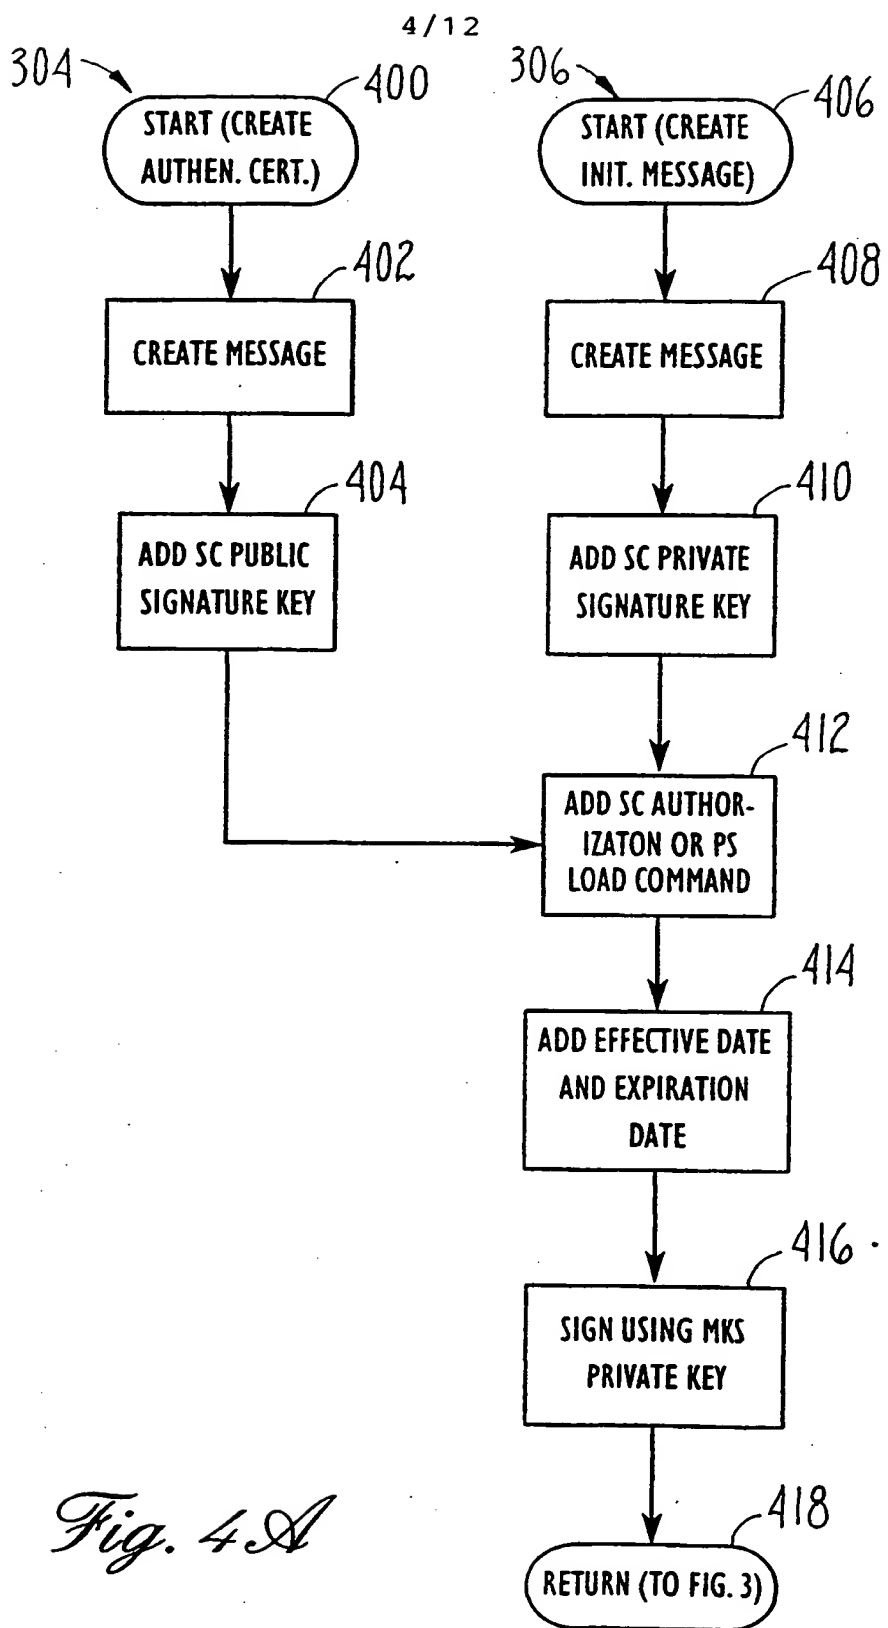 4/12
304
400
START (CREATE
AUTHEN. CERT.)
402
CREATE MESSAGE
404
ADD SC PUBLIC
SIGNATURE KEY
306
406
START (CREATE
INIT. MESSAGE)
408
CREATE MESSAGE
410
ADD SC PRIVATE
SIGNATURE KEY
412
ADD SC AUTHOR-
IZATON OR PS
LOAD COMMAND
414
ADD EFFECTIVE DATE
AND EXPIRATION
DATE
416
SIGN USING MKS
PRIVATE KEY
418
RETURN (TO FIG. 3)
Fig. 4A